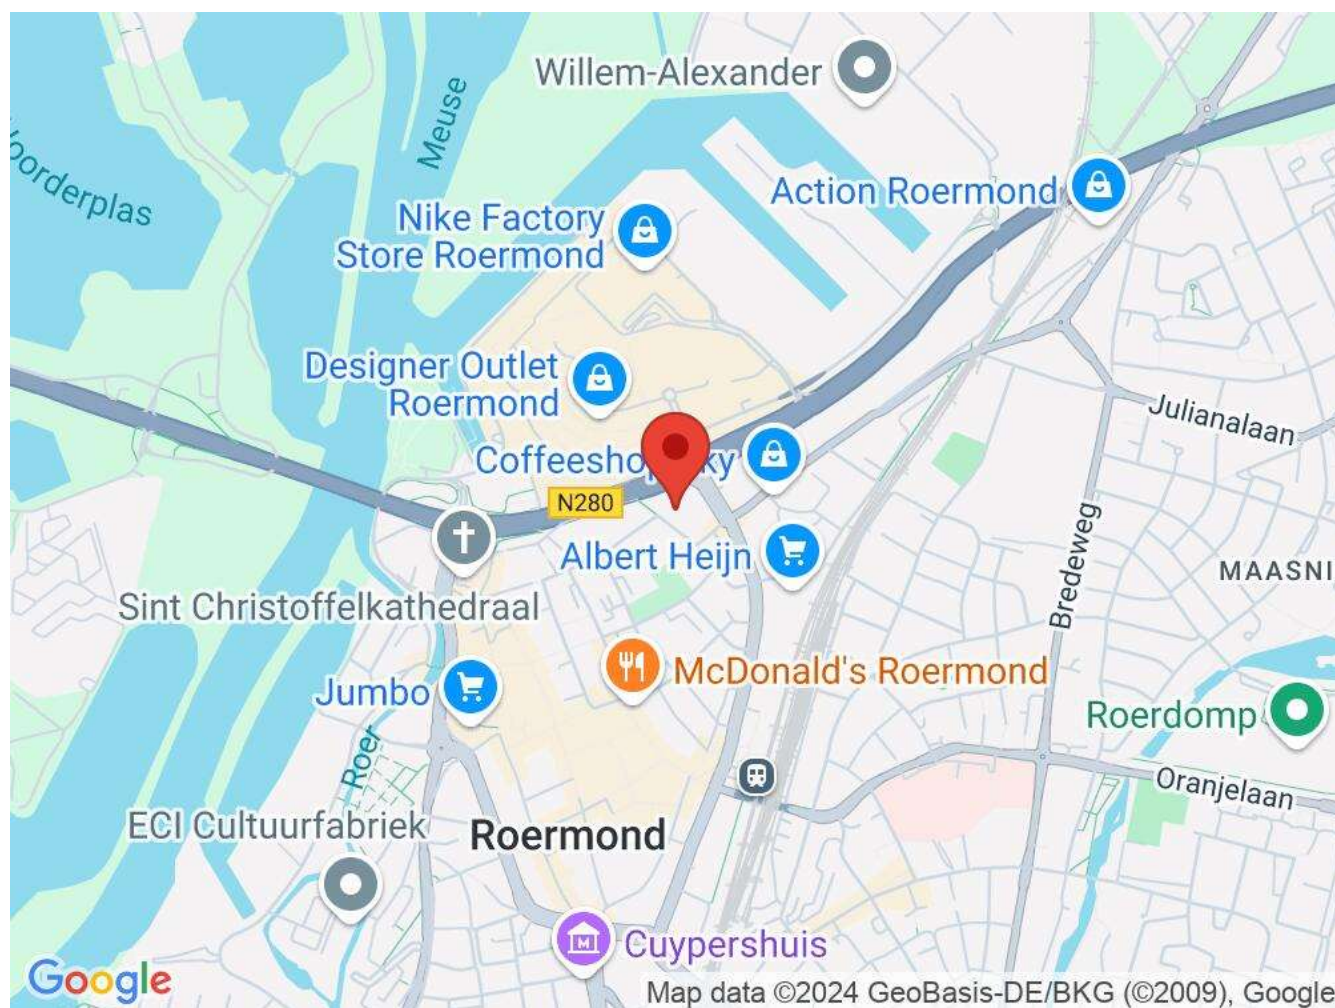 Willem-Alexander
Meuse
Action Roermond
Nike Factory
Store Roermond
Designer Outlet
Roermond
Julianalaan
N280
Albert Heijn
Bredeweg
Sint Christoffelkathedraal
McDonald's Roermond
Jumbo
Roerdomp
Roer
Oranjelaan
ECI Cultuurfabriek
Roermond
Cuypershuis
Google
Map data ©2024 GeoBasis-DE/BKG (©2009), Google